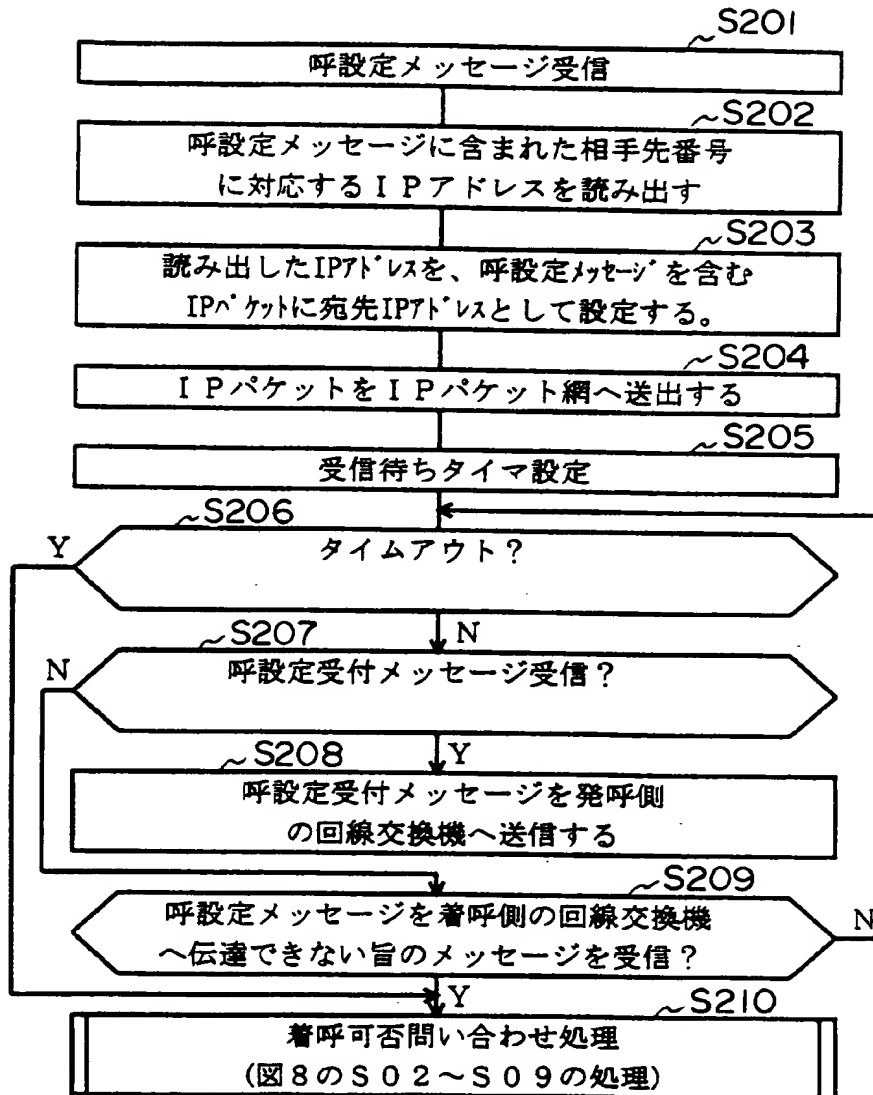 S201
呼設定メッセージ受信
S202
呼設定メッセージに含まれた相手先番号
に対応するＩＰアドレスを読み出す
S203
読み出したIPｱﾄﾞﾚｽを、呼設定ﾒｯｾｰｼﾞを含む
IPﾊﾟｹｯﾄに宛先IPｱﾄﾞﾚｽとして設定する。
S204
ＩＰパケットをＩＰパケット網へ送出する
S205
受信待ちタイマ設定
S206
Y
タイムアウト？
N
S207
N
呼設定受付メッセージ受信？
Y
S208
呼設定受付メッセージを発呼側
の回線交換機へ送信する
S209
呼設定メッセージを着呼側の回線交換機
へ伝達できない旨のメッセージを受信？
N
Y
S210
着呼可否問い合わせ処理
(図８のＳ０２～Ｓ０９の処理)